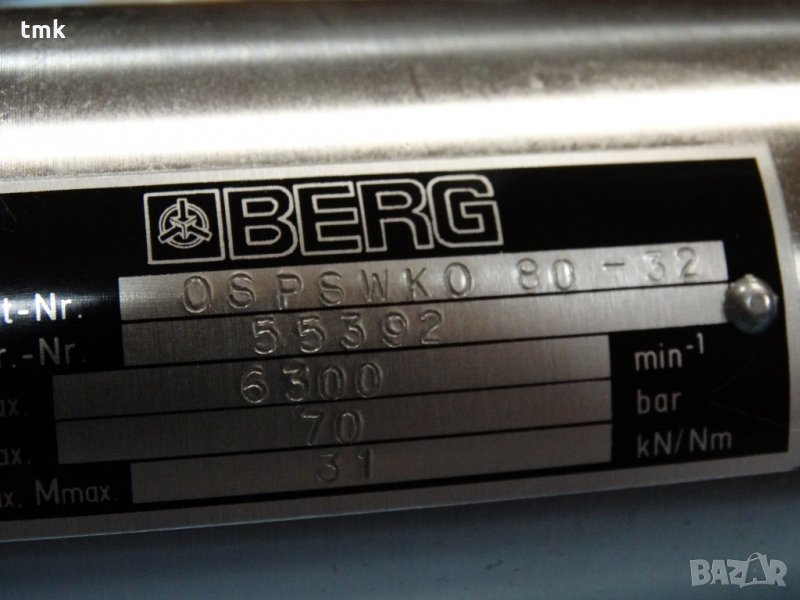 tmk
BERG
t-Nr. OSPSWKO 80-32
r.-Nr. 55392
ax. 6300 min-1
ax. 70 bar
ax. Mmax. 31 kN/Nm
BAZAR